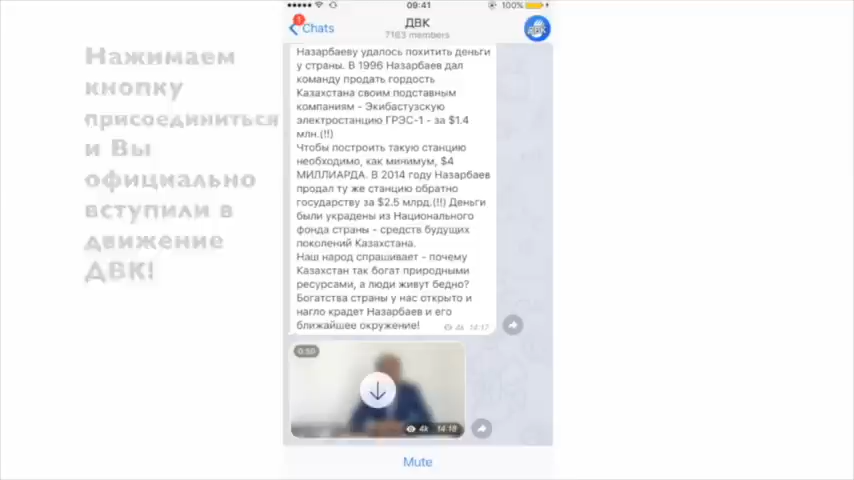 Нажимаем
кнопку
присоединиться
и Вы
официально
вступили в
движение
ДВК!
09:41
100%
1
Chats
ДВК
7163 members
ДВК
Назарбаеву удалось похитить деньги
у страны. В 1996 Назарбаев дал
команду продать гордость
Казахстана своим подставным
компаниям - Экибастузскую
электростанцию ГРЭС-1 - за $1.4
млн.(!!)
Чтобы построить такую станцию
необходимо, как минимум, $4
МИЛЛИАРДА. В 2014 году Назарбаев
продал ту же станцию обратно
государству за $2.5 млрд.(!!) Деньги
были украдены из Национального
фонда страны - средств будущих
поколений Казахстана.
Наш народ спрашивает - почему
Казахстан так богат природными
ресурсами, а люди живут бедно?
Богатства страны у нас открыто и
нагло крадет Назарбаев и его
ближайшее окружение!
4k 14:17
0:50
4k 14:18
Mute